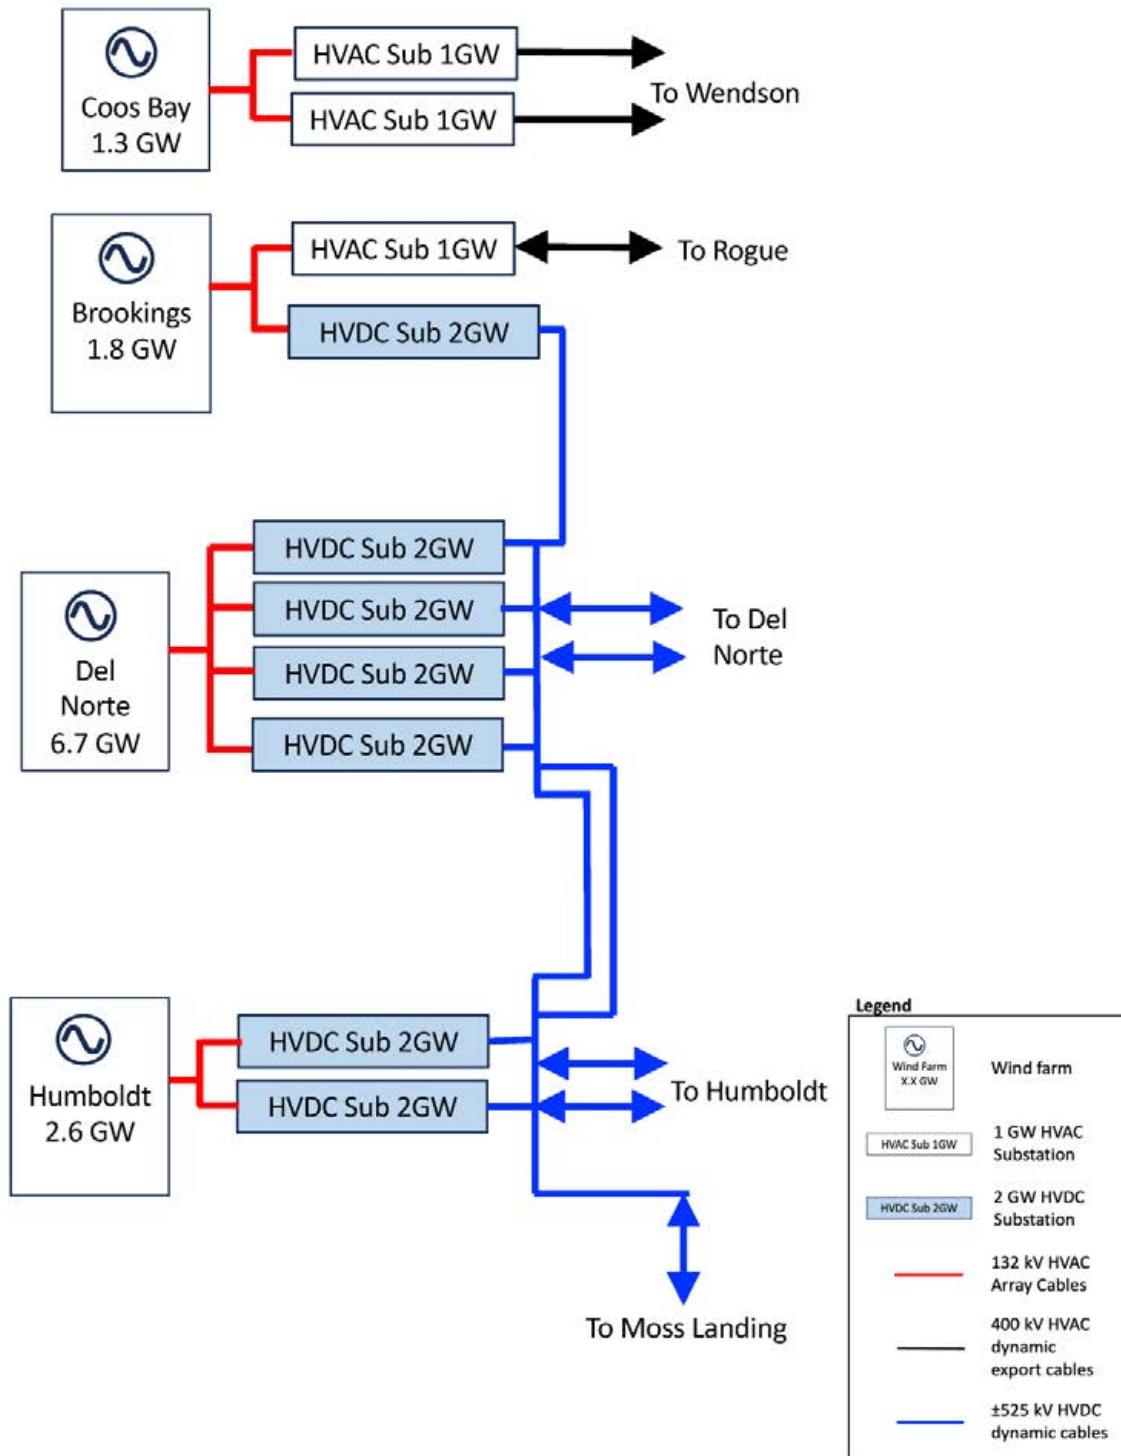 Coos Bay
1.3 GW
HVAC Sub 1GW
HVAC Sub 1GW
To Wendson
Brookings
1.8 GW
HVAC Sub 1GW
To Rogue
HVDC Sub 2GW
Del
Norte
6.7 GW
HVDC Sub 2GW
HVDC Sub 2GW
HVDC Sub 2GW
HVDC Sub 2GW
To Del
Norte
Humboldt
2.6 GW
HVDC Sub 2GW
HVDC Sub 2GW
To Humboldt
To Moss Landing
Legend
Wind Farm
X.X GW
Wind farm
HVAC Sub 1GW
1 GW HVAC
Substation
HVDC Sub 2GW
2 GW HVDC
Substation
132 kV HVAC
Array Cables
400 kV HVAC
dynamic
export cables
±525 kV HVDC
dynamic cables